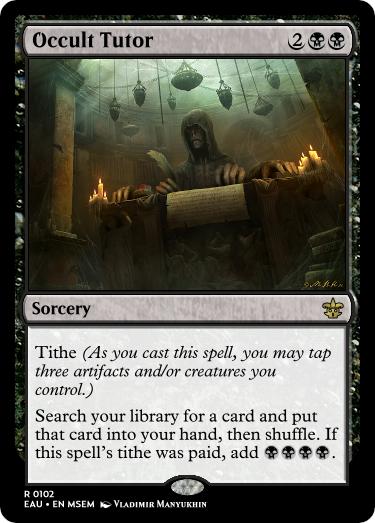 Occult Tutor 2
Sorcery
Tithe (As you cast this spell, you may tap
three artifacts and/or creatures you
control.)
Search your library for a card and put
that card into your hand, then shuffle. If
this spell's tithe was paid, add .
R 0102
EAU • EN MSEM Vladimir Manyukhin